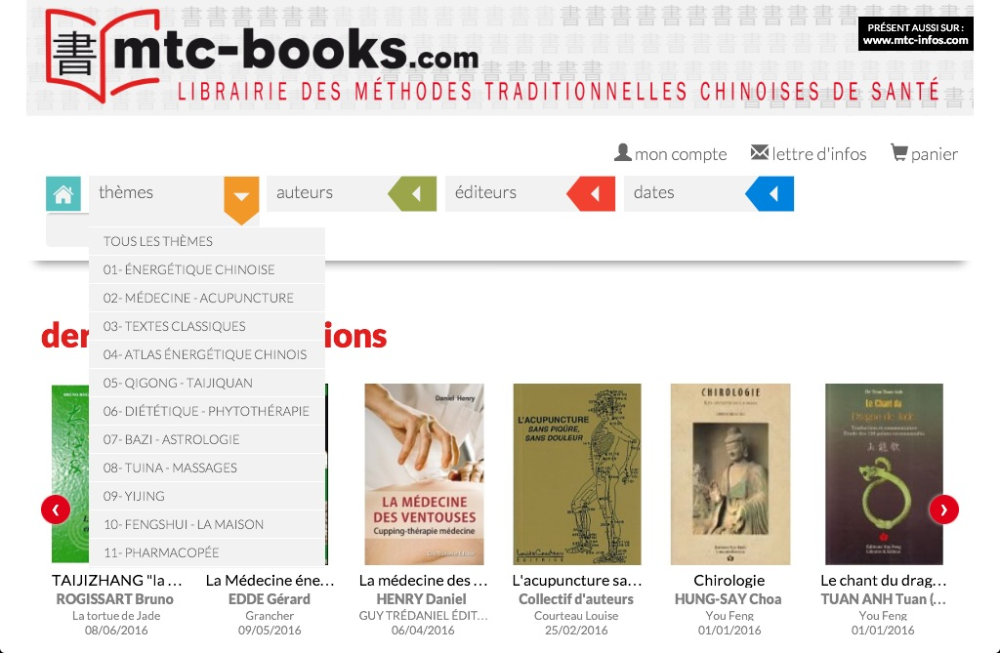 書
mtc-books.com
LIBRAIRIE DES MÉTHODES TRADITIONNELLES CHINOISES DE SANTÉ
PRÉSENT AUSSI SUR :
www.mtc-infos.com
mon compte
lettre d'infos
panier
thèmes
auteurs
éditeurs
dates
TOUS LES THÈMES
01- ÉNERGÉTIQUE CHINOISE
02- MÉDECINE - ACUPUNCTURE
03- TEXTES CLASSIQUES
04- ATLAS ÉNERGÉTIQUE CHINOIS
05- QIGONG - TAIJIQUAN
06- DIÉTÉTIQUE - PHYTOTHÉRAPIE
07- BAZI - ASTROLOGIE
08- TUINA - MASSAGES
09- YIJING
10- FENGSHUI - LA MAISON
11- PHARMACOPÉE
der
ions
Daniel Henry
LA MÉDECINE
DES VENTOUSES
Cupping-thérapie médecine
L'ACUPUNCTURE
SANS PIQÛRE,
SANS DOULEUR
CHIROLOGIE
Le Chant du
Dragon de Jade
TAIJIZHANG "la ...
ROGISSART Bruno
La tortue de Jade
08/06/2016
La Médecine éne...
EDDE Gérard
Grancher
09/05/2016
La médecine des ...
HENRY Daniel
GUY TRÉDANIEL ÉDIT...
06/04/2016
L'acupuncture sa...
Collectif d'auteurs
Courteau Louise
25/02/2016
Chirologie
HUNG-SAY Choa
You Feng
01/01/2016
Le chant du drag...
TUAN ANH Tuan (...
You Feng
01/01/2016